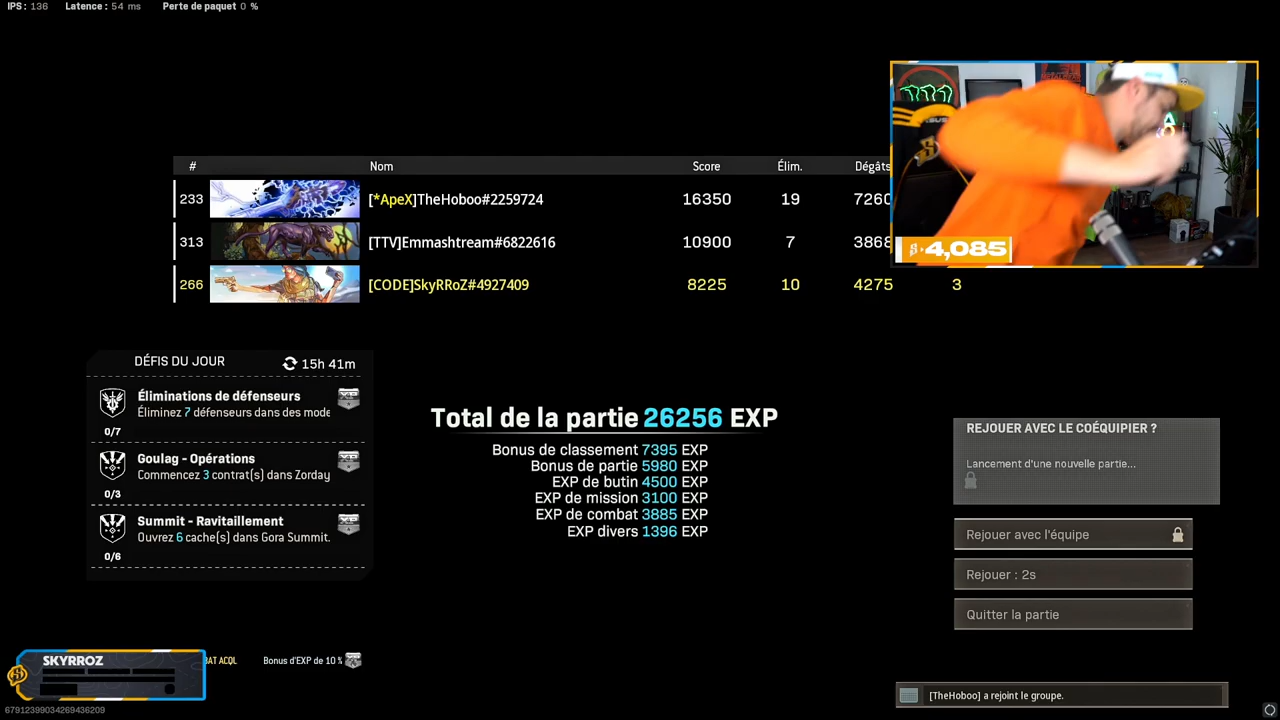 IPS : 136 Latence : 54 ms Perte de paquet 0 %
# Nom Score Élim. Dégâts
233 [*ApeX]TheHoboo#2259724 16350 19 7260
313 [TTV]Emmashtream#6822616 10900 7 3868
266 [CODE]SkyRRoZ#4927409 8225 10 4275 3
4,085
DÉFIS DU JOUR 15h 41m
Éliminations de défenseurs
Éliminez 7 défenseurs dans des mode
0/7
Goulag - Opérations
Commencez 3 contrat(s) dans Zorday
0/3
Summit - Ravitaillement
Ouvrez 6 cache(s) dans Gora Summit.
0/6
Total de la partie 26256 EXP
Bonus de classement 7395 EXP
Bonus de partie 5980 EXP
EXP de butin 4500 EXP
EXP de mission 3100 EXP
EXP de combat 3885 EXP
EXP divers 1396 EXP
REJOUER AVEC LE COÉQUIPIER ?
Lancement d'une nouvelle partie...
Rejouer avec l'équipe
Rejouer : 2s
Quitter la partie
SKYRROZ
BAT ACQL Bonus d'EXP de 10 %
[TheHoboo] a rejoint le groupe.
67912399034269436209